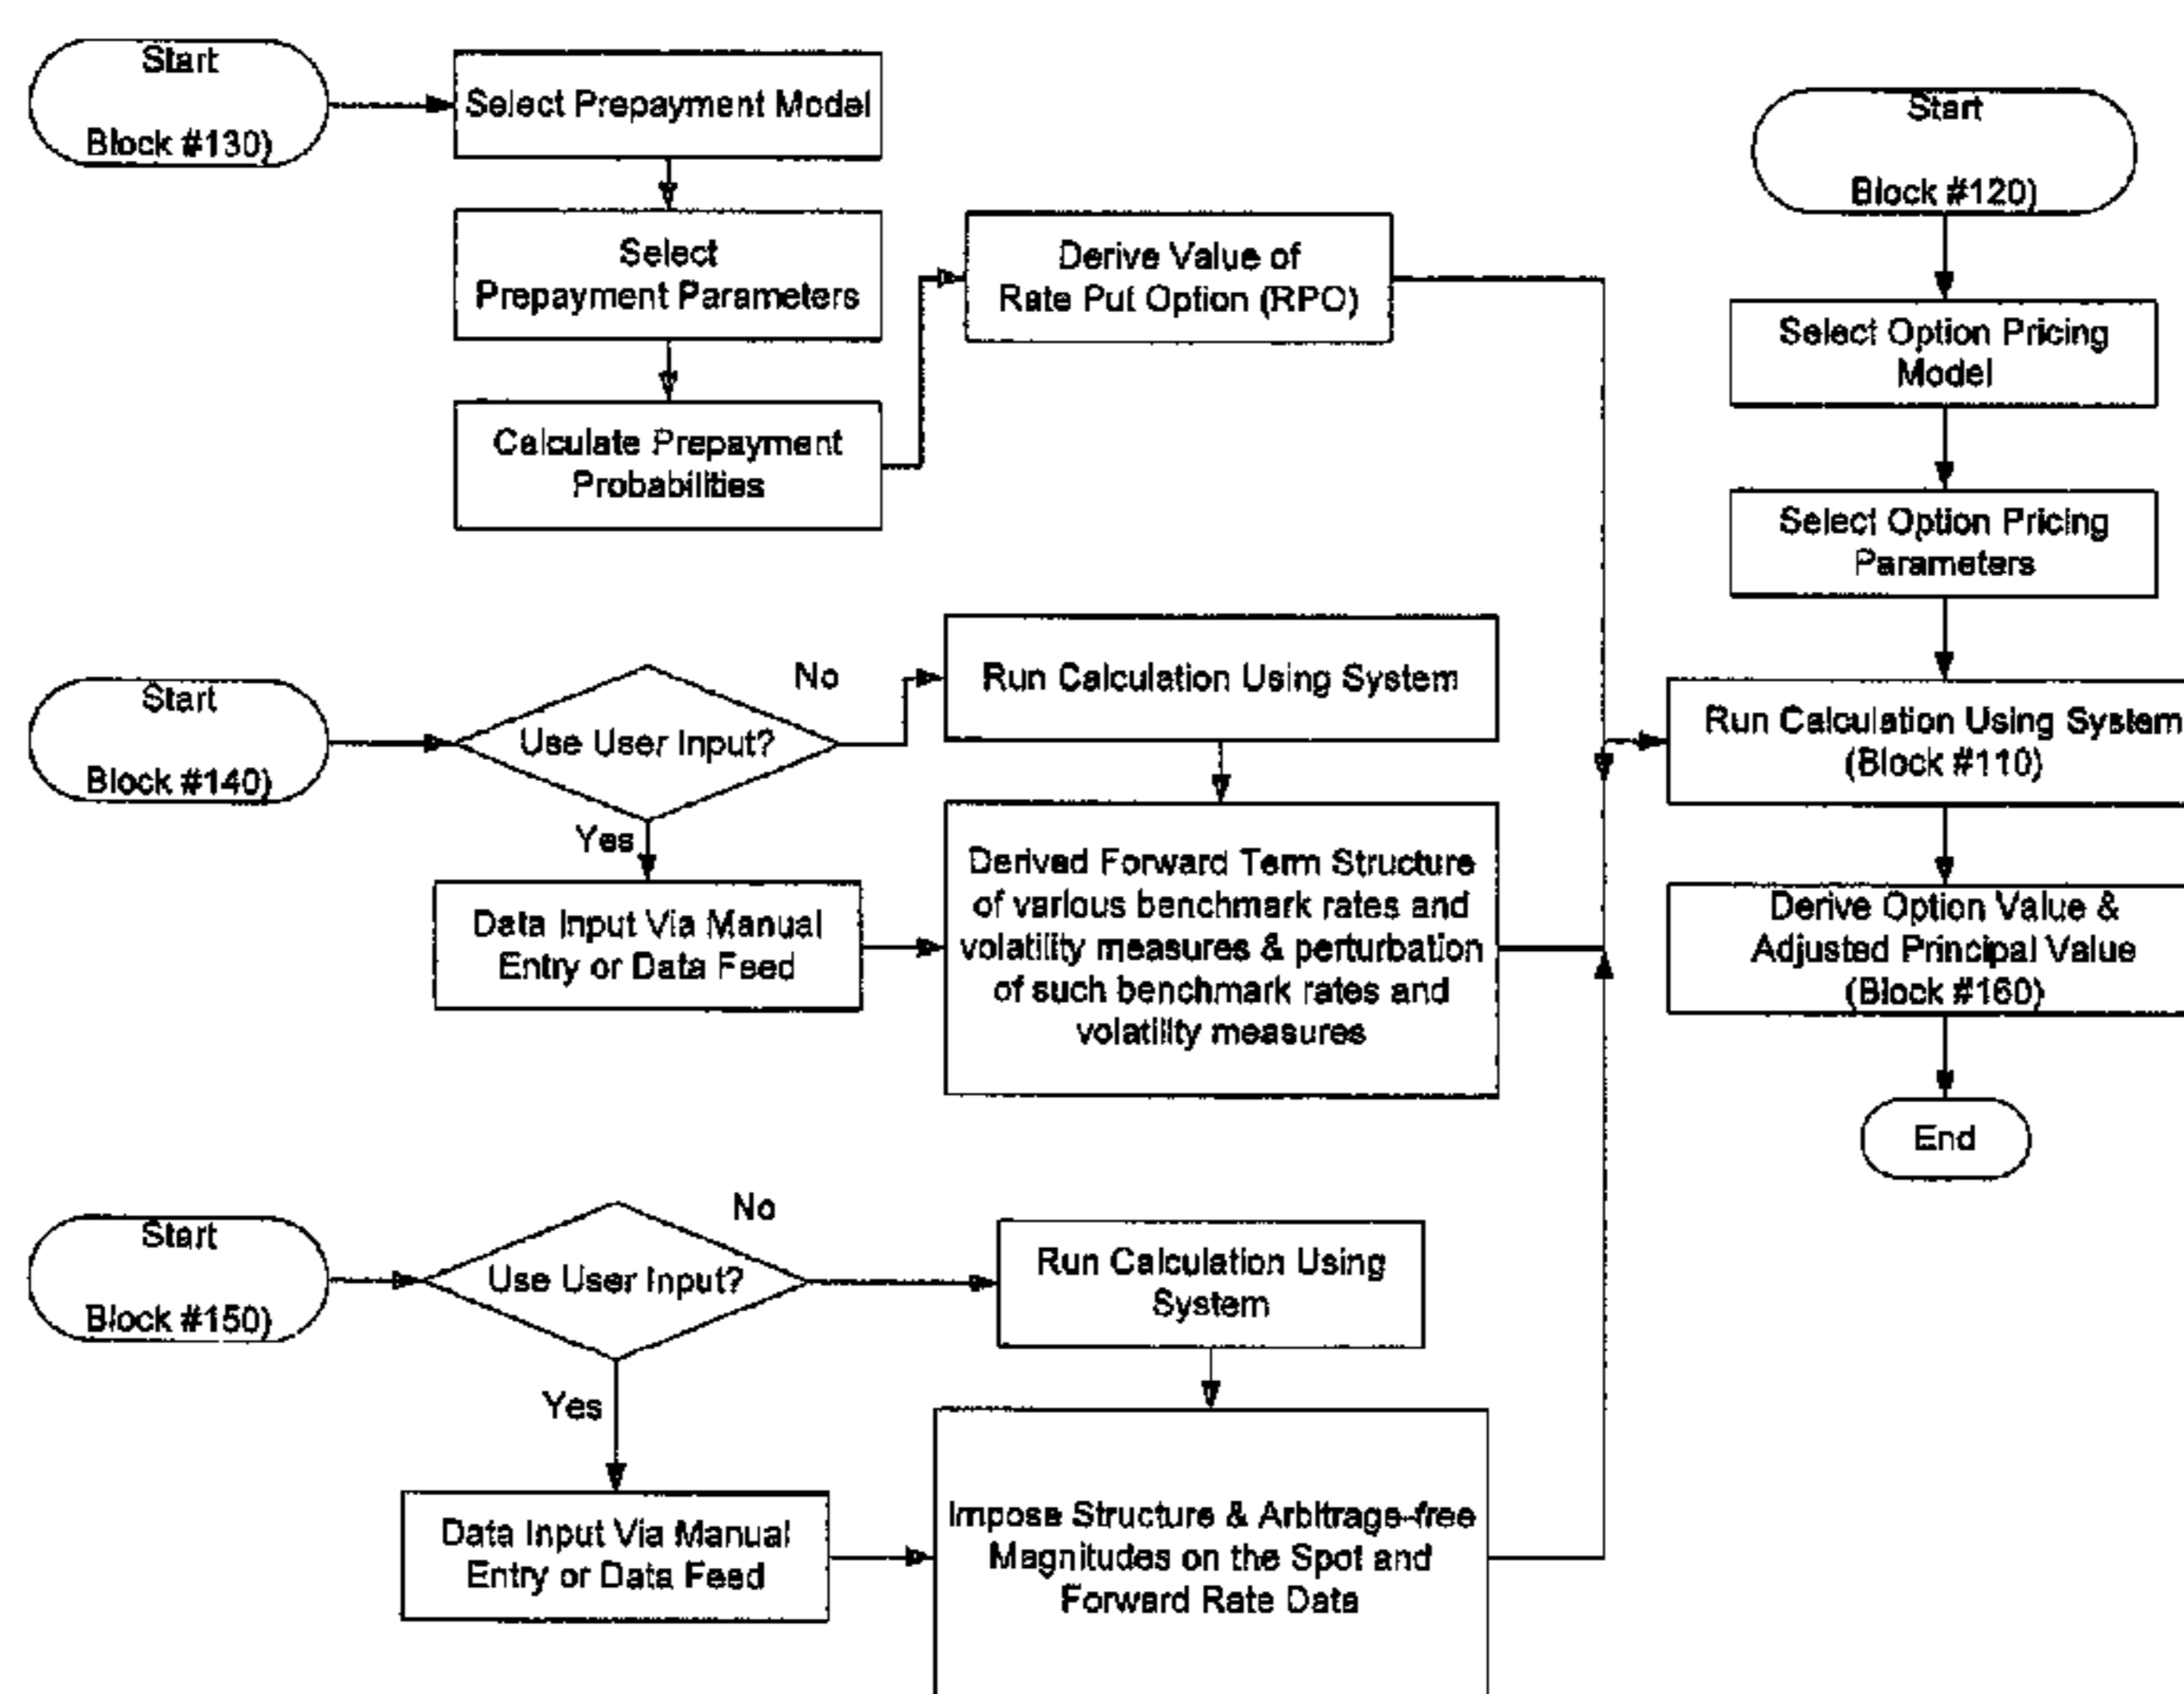 Start
Block #130)
Select Prepayment Model
Select
Prepayment Parameters
Calculate Prepayment
Probabilities
Derive Value of
Rate Put Option (RPO)
Start
Block #120)
Select Option Pricing
Model
Select Option Pricing
Parameters
Start
Block #140)
Use User Input?
No
Run Calculation Using System
Yes
Data Input Via Manual
Entry or Data Feed
Derived Forward Term Structure
of various benchmark rates and
volatility measures & perturbation
of such benchmark rates and
volatility measures
Run Calculation Using System
(Block #110)
Derive Option Value &
Adjusted Principal Value
(Block #160)
End
Start
Block #150)
Use User Input?
No
Run Calculation Using
System
Yes
Data Input Via Manual
Entry or Data Feed
Impose Structure & Arbitrage-free
Magnitudes on the Spot and
Forward Rate Data